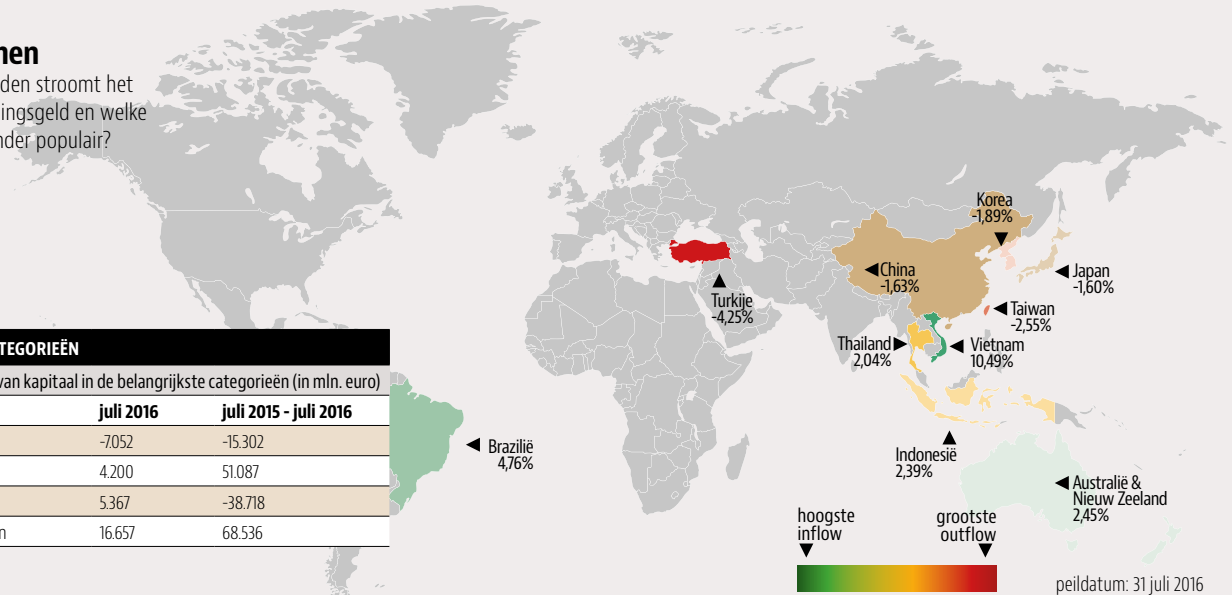 den stroomt het
ingsgeld en welke
nder populair?
Korea
-1,89%
China
-1,63%
Japan
-1,60%
Turkije
-4,25%
Taiwan
-2,55%
Thailand
2,04%
Vietnam
10,49%
Brazilië
4,76%
Indonesië
2,39%
Australië &
Nieuw Zeeland
2,45%
TEGORIEËN
van kapitaal in de belangrijkste categorieën (in mln. euro)
juli 2016 juli 2015 - juli 2016
-7.052 -15.302
4.200 51.087
5.367 -38.718
16.657 68.536
hoogste
inflow
grootste
outflow
peildatum: 31 juli 2016